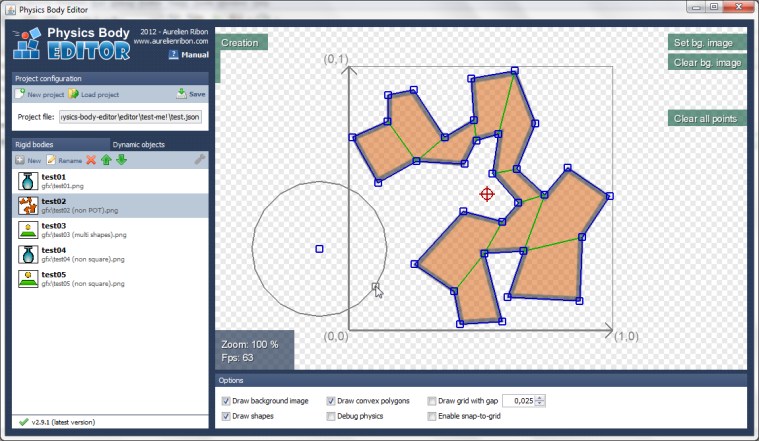 Physics Body Editor
Physics Body
EDITOR
2012 - Aurelien Ribon
www.aurelienribon.com
? Manual
Project configuration
New project
Load project
Save
Project file:
ıysics-body-editor\editor\test-me!\test.json
Rigid bodies
Dynamic objects
New
Rename
test01
gfx\test01.png
test02
gfx\test02 (non POT).png
test03
gfx\test03 (multi shapes).png
test04
gfx\test04 (non square).png
test05
gfx\test05 (non square).png
v2.9.1 (latest version)
Creation
Set bg. image
Clear bg. image
Clear all points
(0,1)
(0,0)
(1,0)
Zoom: 100 %
Fps: 63
Options
Draw background image
Draw convex polygons
Draw grid with gap
0,025
Draw shapes
Debug physics
Enable snap-to-grid